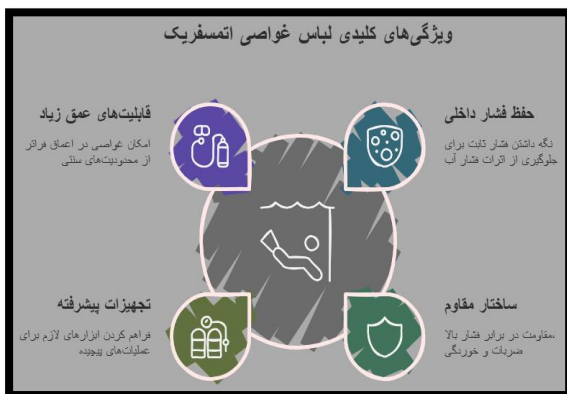 ویژگی‌های کلیدی لباس غواصی اتمسفریک
حفظ فشار داخلی
نگه داشتن فشار ثابت برای
جلوگیری از اثرات فشار آب
قابلیت‌های عمق زیاد
امکان غواصی در اعماق فراتر
از محدودیت‌های سنتی
ساختار مقاوم
مقاومت در برابر فشار بالا،
ضربات و خوردگی
تجهیزات پیشرفته
فراهم کردن ابزارهای لازم برای
عملیات‌های پیچیده